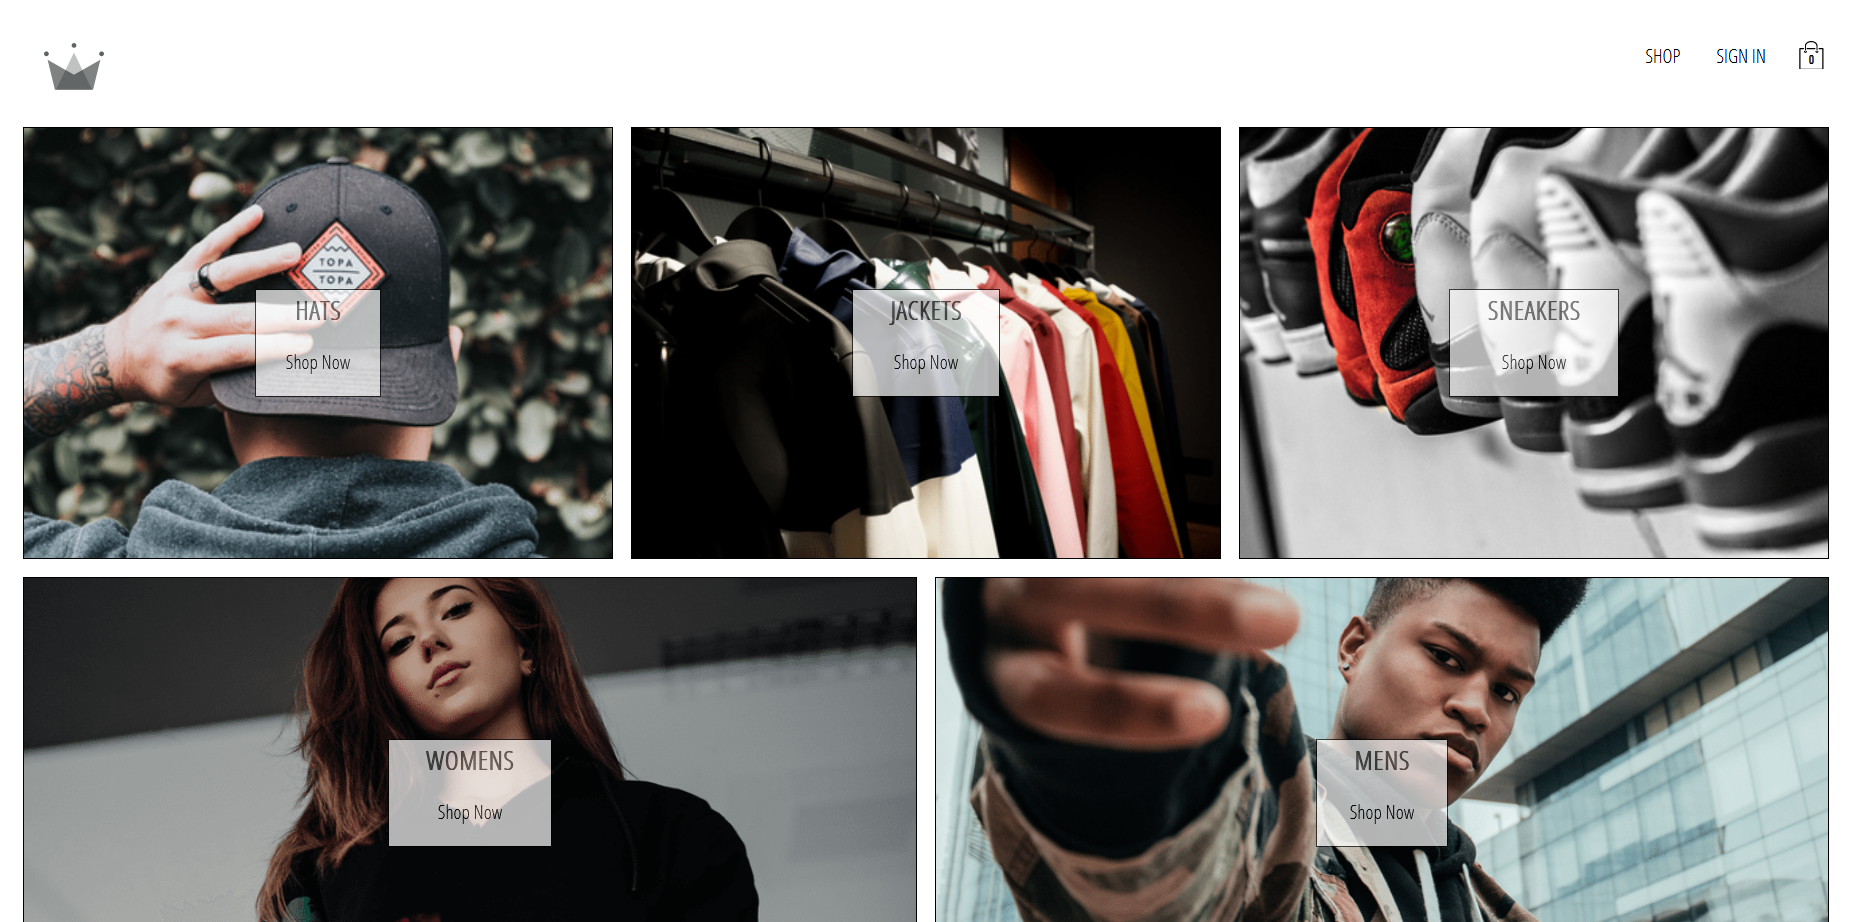 SHOP
SIGN IN
0
TOPA
TOPA
HATS
Shop Now
JACKETS
Shop Now
SNEAKERS
Shop Now
WOMENS
Shop Now
MENS
Shop Now